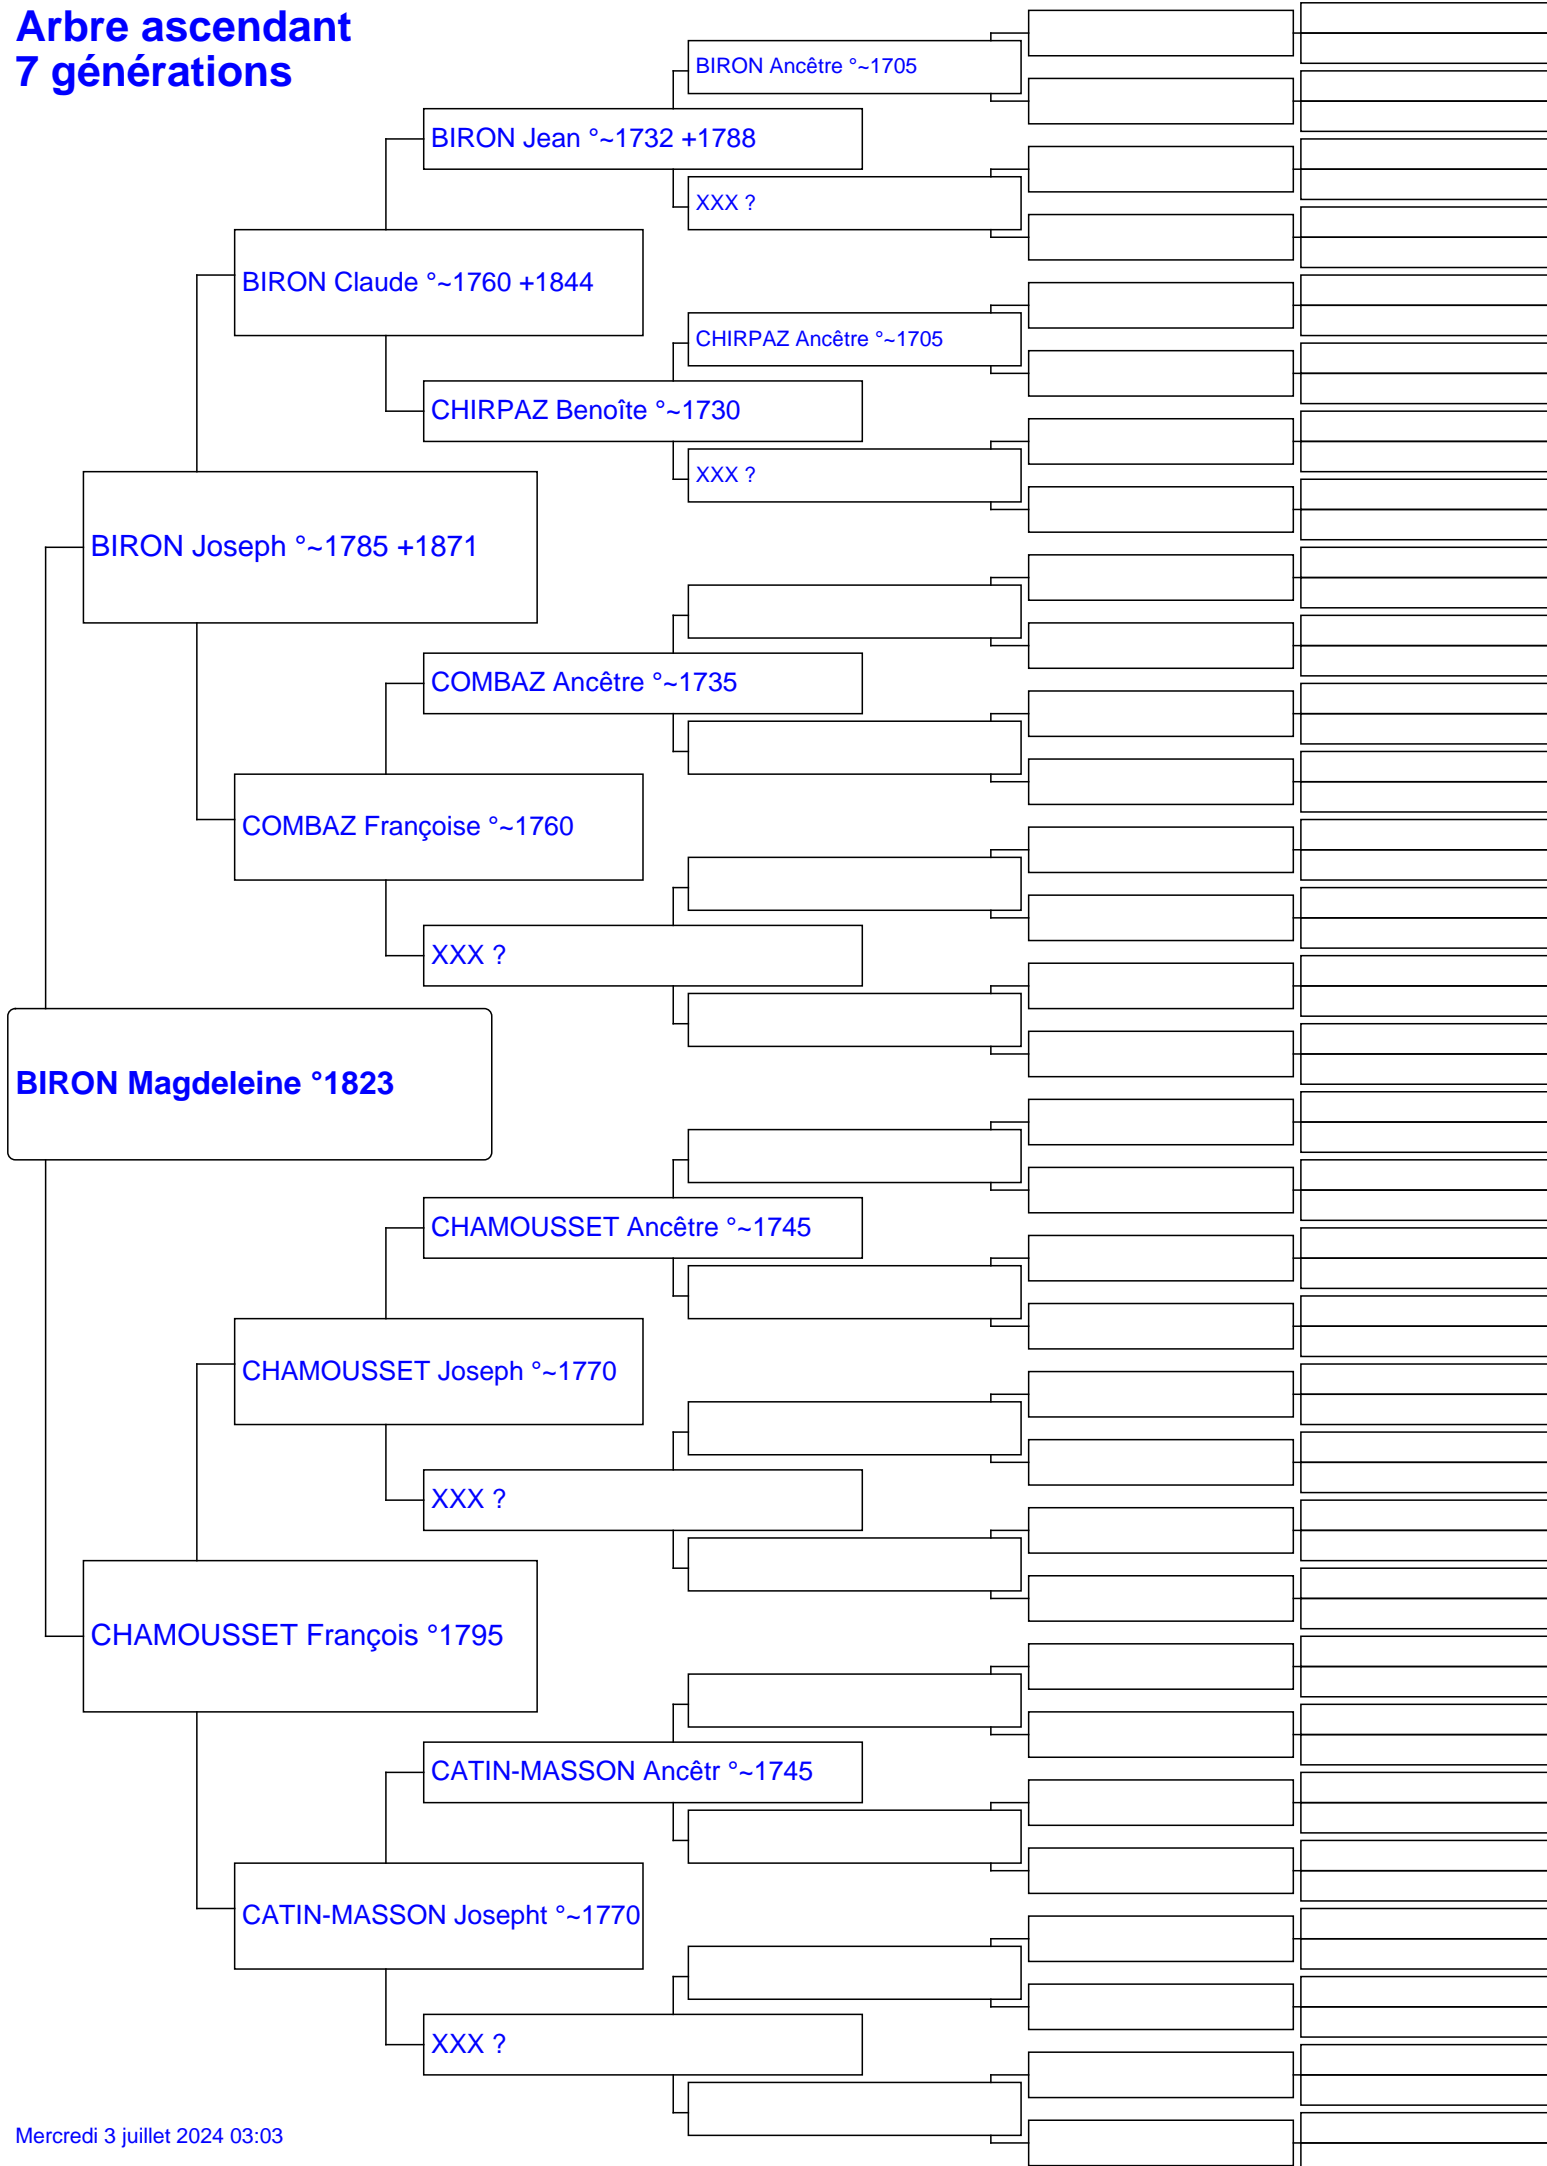 Arbre ascendant
7 générations
BIRON Ancêtre °~1705
BIRON Jean °~1732 +1788
XXX ?
BIRON Claude °~1760 +1844
CHIRPAZ Ancêtre °~1705
CHIRPAZ Benoîte °~1730
XXX ?
BIRON Joseph °~1785 +1871
COMBAZ Ancêtre °~1735
COMBAZ Françoise °~1760
XXX ?
BIRON Magdeleine °1823
CHAMOUSSET Ancêtre °~1745
CHAMOUSSET Joseph °~1770
XXX ?
CHAMOUSSET François °1795
CATIN-MASSON Ancêtr °~1745
CATIN-MASSON Josepht °~1770
XXX ?
Mercredi 3 juillet 2024 03:03